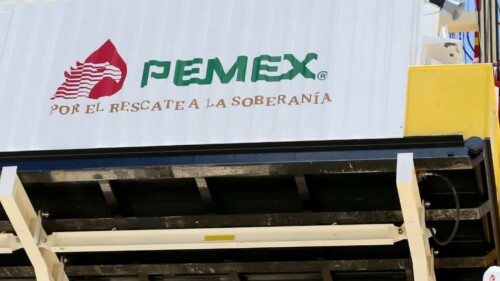 PEMEX®
POR EL RESCATE A LA SOBERANÍA